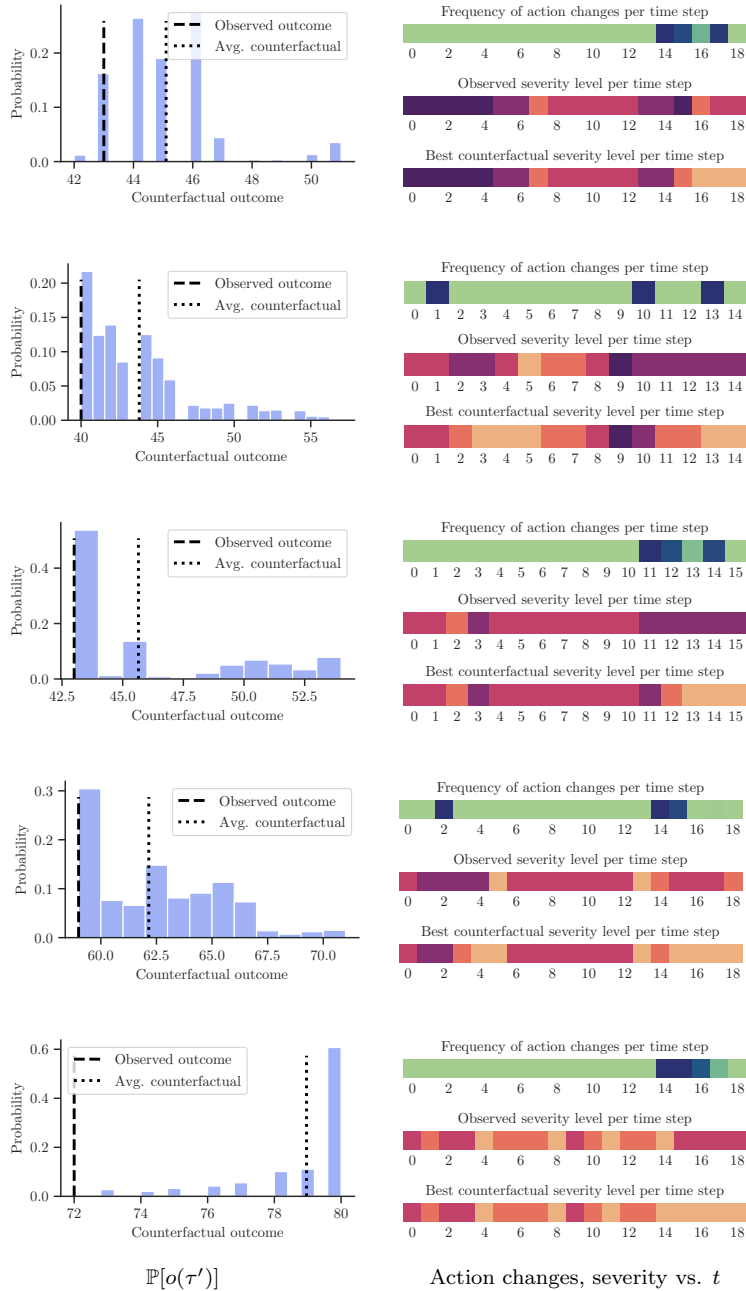 Frequency of action changes per time step
0.2
Observed outcome
Avg. counterfactual
0 2 4 6 8 10 12 14 16 18
Probability
Observed severity level per time step
0.1
0 2 4 6 8 10 12 14 16 18
Best counterfactual severity level per time step
0.0
42 44 46 48 50
0 2 4 6 8 10 12 14 16 18
Counterfactual outcome
Frequency of action changes per time step
0.20
Observed outcome
Avg. counterfactual
0 1 2 3 4 5 6 7 8 9 10 11 12 13 14
0.15
Probability
Observed severity level per time step
0.10
0 1 2 3 4 5 6 7 8 9 10 11 12 13 14
0.05
Best counterfactual severity level per time step
0.00
40 45 50 55
0 1 2 3 4 5 6 7 8 9 10 11 12 13 14
Counterfactual outcome
Frequency of action changes per time step
Observed outcome
Avg. counterfactual
0.4
0 1 2 3 4 5 6 7 8 9 10 11 12 13 14 15
Probability
Observed severity level per time step
0.2
0 1 2 3 4 5 6 7 8 9 10 11 12 13 14 15
Best counterfactual severity level per time step
0.0
42.5 45.0 47.5 50.0 52.5
0 1 2 3 4 5 6 7 8 9 10 11 12 13 14 15
Counterfactual outcome
Frequency of action changes per time step
0.3
Observed outcome
Avg. counterfactual
0 2 4 6 8 10 12 14 16 18
0.2
Probability
Observed severity level per time step
0.1
0 2 4 6 8 10 12 14 16 18
Best counterfactual severity level per time step
0.0
60.0 62.5 65.0 67.5 70.0
0 2 4 6 8 10 12 14 16 18
Counterfactual outcome
Frequency of action changes per time step
0.6
Observed outcome
Avg. counterfactual
0 2 4 6 8 10 12 14 16 18
0.4
Probability
Observed severity level per time step
0.2
0 2 4 6 8 10 12 14 16 18
Best counterfactual severity level per time step
0.0
72 74 76 78 80
0 2 4 6 8 10 12 14 16 18
Counterfactual outcome
ℙ[o(τ′)]
Action changes, severity vs. t